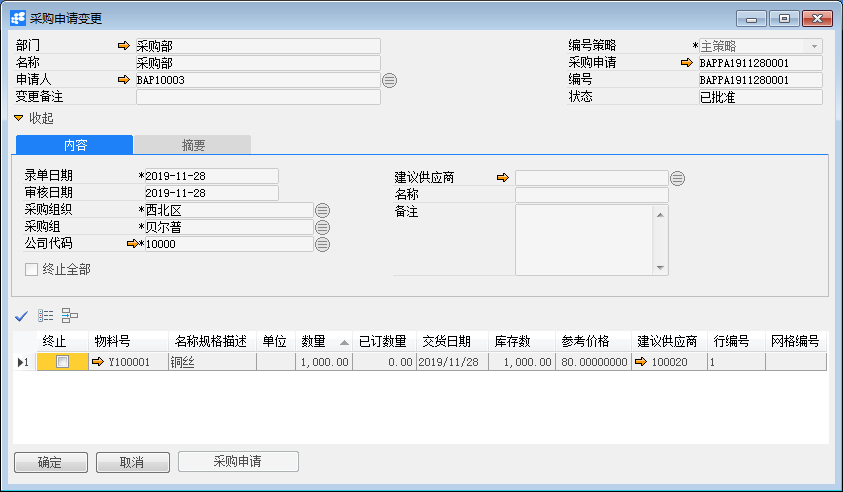 采购申请变更
部门 采购部 编号策略 *主策略
名称 采购部 采购申请 BAPPA1911280001
申请人 BAP10003 编号 BAPPA1911280001
变更备注 状态 已批准
收起
内容 摘要
录单日期 *2019-11-28 建议供应商
审核日期 2019-11-28 名称
采购组织 *西北区 备注
采购组 *贝尔普
公司代码 *10000
终止全部
终止 物料号 名称规格描述 单位 数量 已订数量 交货日期 库存数 参考价格 建议供应商 行编号 网格编号
1 Y100001 铜丝 1,000.00 0.00 2019/11/28 1,000.00 80.00000000 100020 1
确定 取消 采购申请